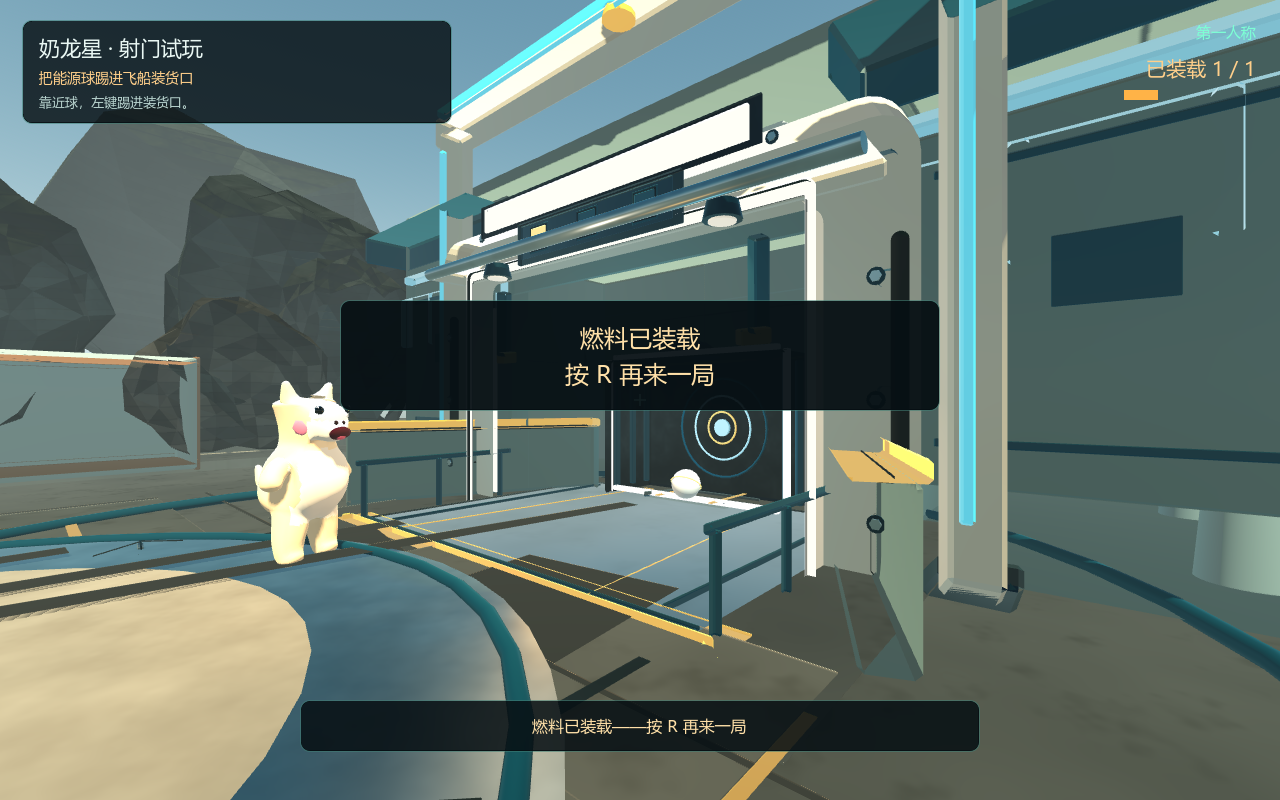 奶龙星 · 射门试玩
把能源球踢进飞船装货口
靠近球，左键踢进装货口。
第一人称
已装载 1 / 1
燃料已装载
按 R 再来一局
燃料已装载——按 R 再来一局